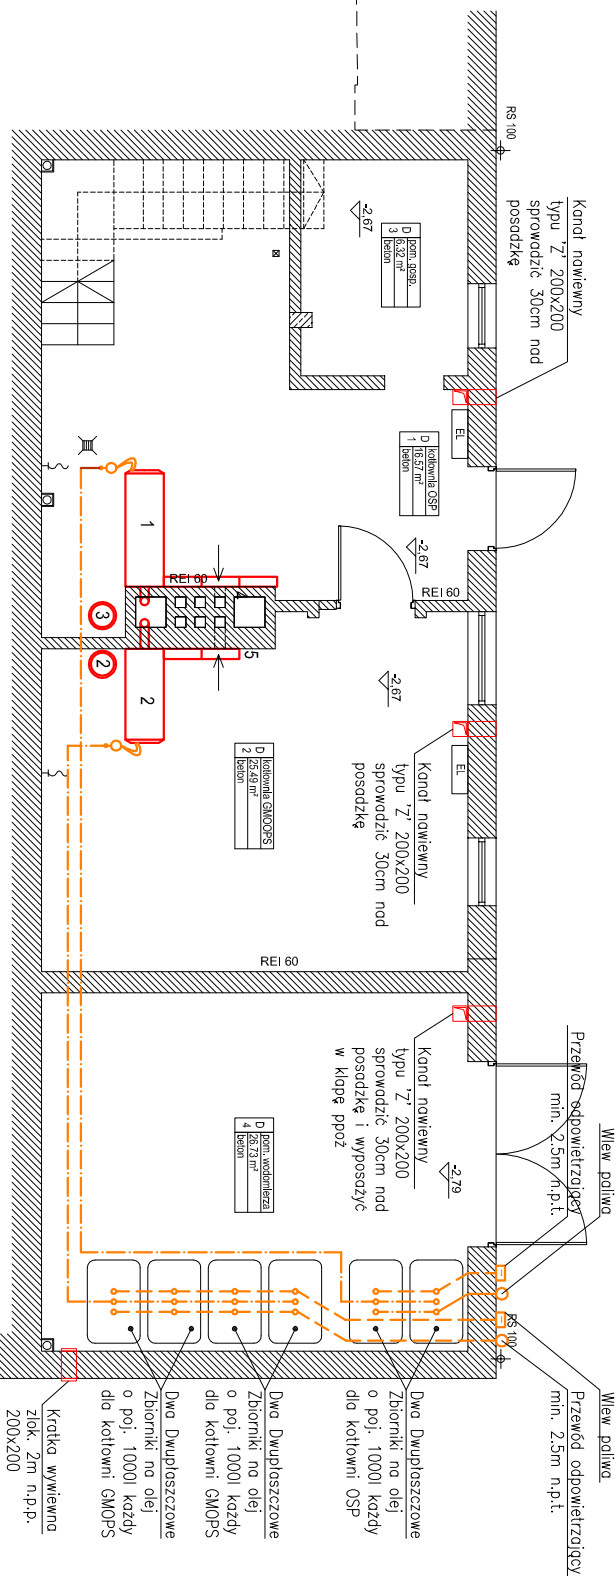 RS 100
Kanał nawiewny
typu 'Z' 200x200
sprowadzić 30cm nad
posadzkę
-2,67
D
3
pom. gosp.
6.32 m²
beton
EL
D
1
kotłownia OSP
16.57 m²
beton
-2,67
1
REI 60
REI 60
4
3
2
2
5
-2,67
D
2
kotłownia GMOOPS
25.49 m²
beton
EL
Kanał nawiewny
typu 'Z' 200x200
sprowadzić 30cm nad
posadzkę
REI 60
Kanał nawiewny
typu 'Z' 200x200
sprowadzić 30cm nad
posadzkę i wyposażyć
w klapę ppoż
Przewód odpowietrzający
min. 2.5m n.p.t.
Wlew paliwa
D
4
pom. wodomierza
26.73 m²
beton
-2,79
RS 100
Wlew paliwa
Przewód odpowietrzający
min. 2.5m n.p.t.
Dwa Dwupłaszczowe
Zbiorniki na olej
o poj. 1000l każdy
dla kotłowni OSP
Dwa Dwupłaszczowe
Zbiorniki na olej
o poj. 1000l każdy
dla kotłowni GMOPS
Dwa Dwupłaszczowe
Zbiorniki na olej
o poj. 1000l każdy
dla kotłowni GMOPS
Kratka wywiewna
zlok. 2m n.p.p.
200x200